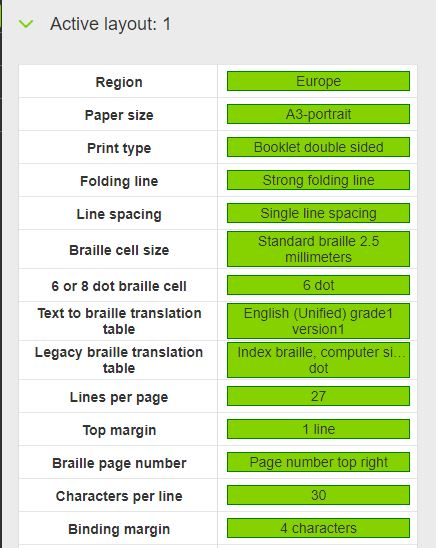 Active layout: 1
Region Europe
Paper size A3-portrait
Print type Booklet double sided
Folding line Strong folding line
Line spacing Single line spacing
Braille cell size Standard braille 2.5
millimeters
6 or 8 dot braille cell 6 dot
Text to braille translation
table
English (Unified) grade1
version1
Legacy braille translation
table
Index braille, computer si...
dot
Lines per page 27
Top margin 1 line
Braille page number Page number top right
Characters per line 30
Binding margin 4 characters